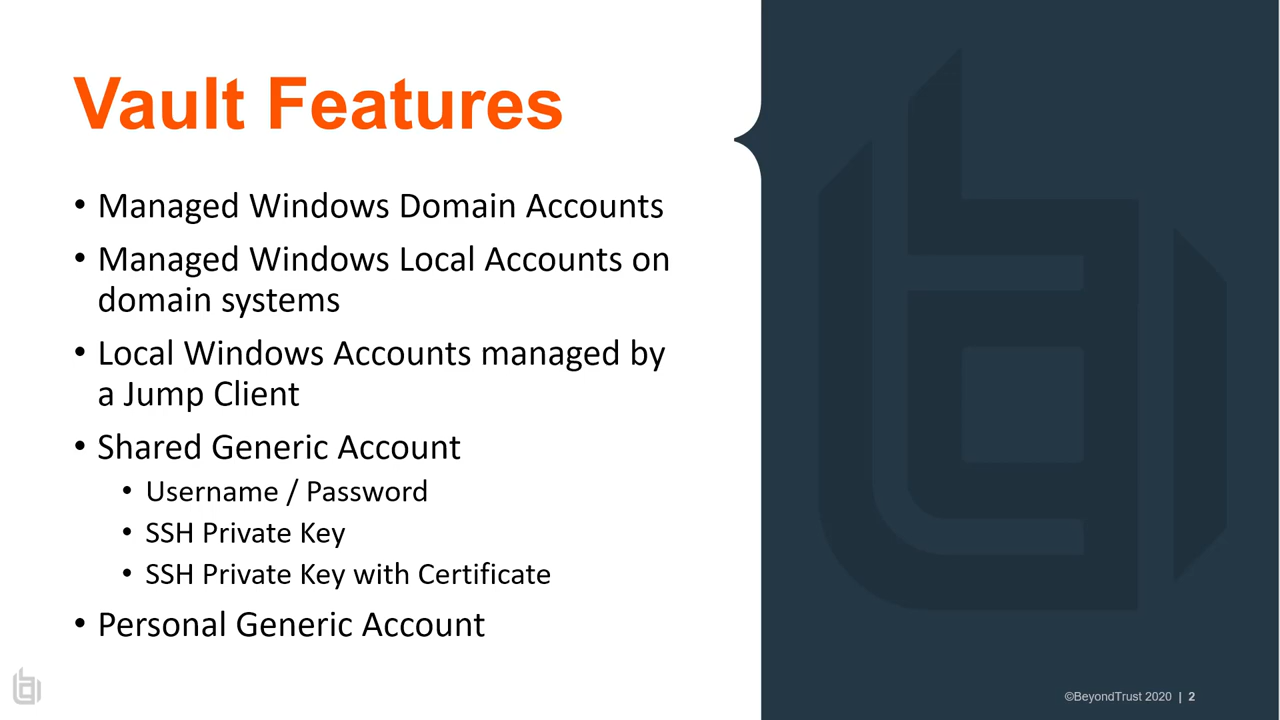 Vault Features
• Managed Windows Domain Accounts
• Managed Windows Local Accounts on
domain systems
• Local Windows Accounts managed by
a Jump Client
• Shared Generic Account
• Username / Password
• SSH Private Key
• SSH Private Key with Certificate
• Personal Generic Account
©BeyondTrust 2020 | 2